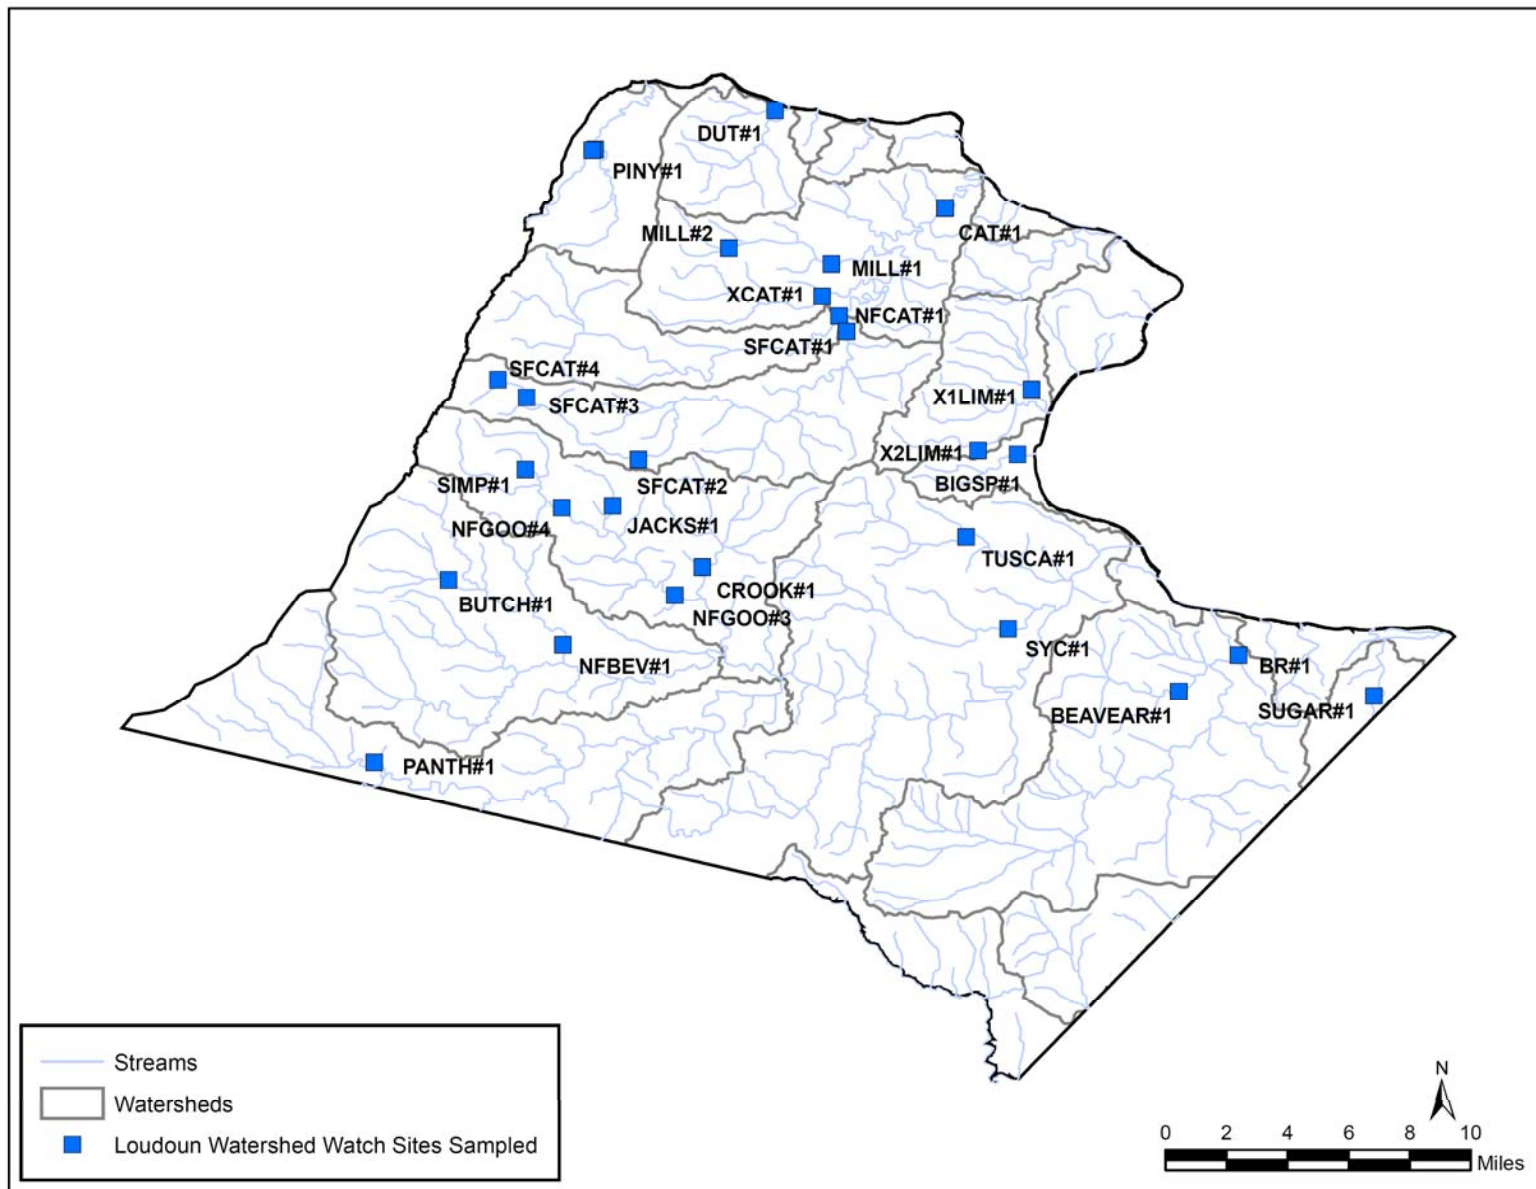 DUT#1
PINY#1
MILL#2
CAT#1
MILL#1
XCAT#1
NFCAT#1
SFCAT#1
SFCAT#4
SFCAT#3
X1LIM#1
X2LIM#1
SIMP#1
SFCAT#2
BIGSP#1
NFGOO#4
JACKS#1
TUSCA#1
CROOK#1
BUTCH#1
NFGOO#3
SYC#1
NFBEV#1
BR#1
BEAVEAR#1
SUGAR#1
PANTH#1
Streams
Watersheds
Loudoun Watershed Watch Sites Sampled
N
0 2 4 6 8 10
Miles